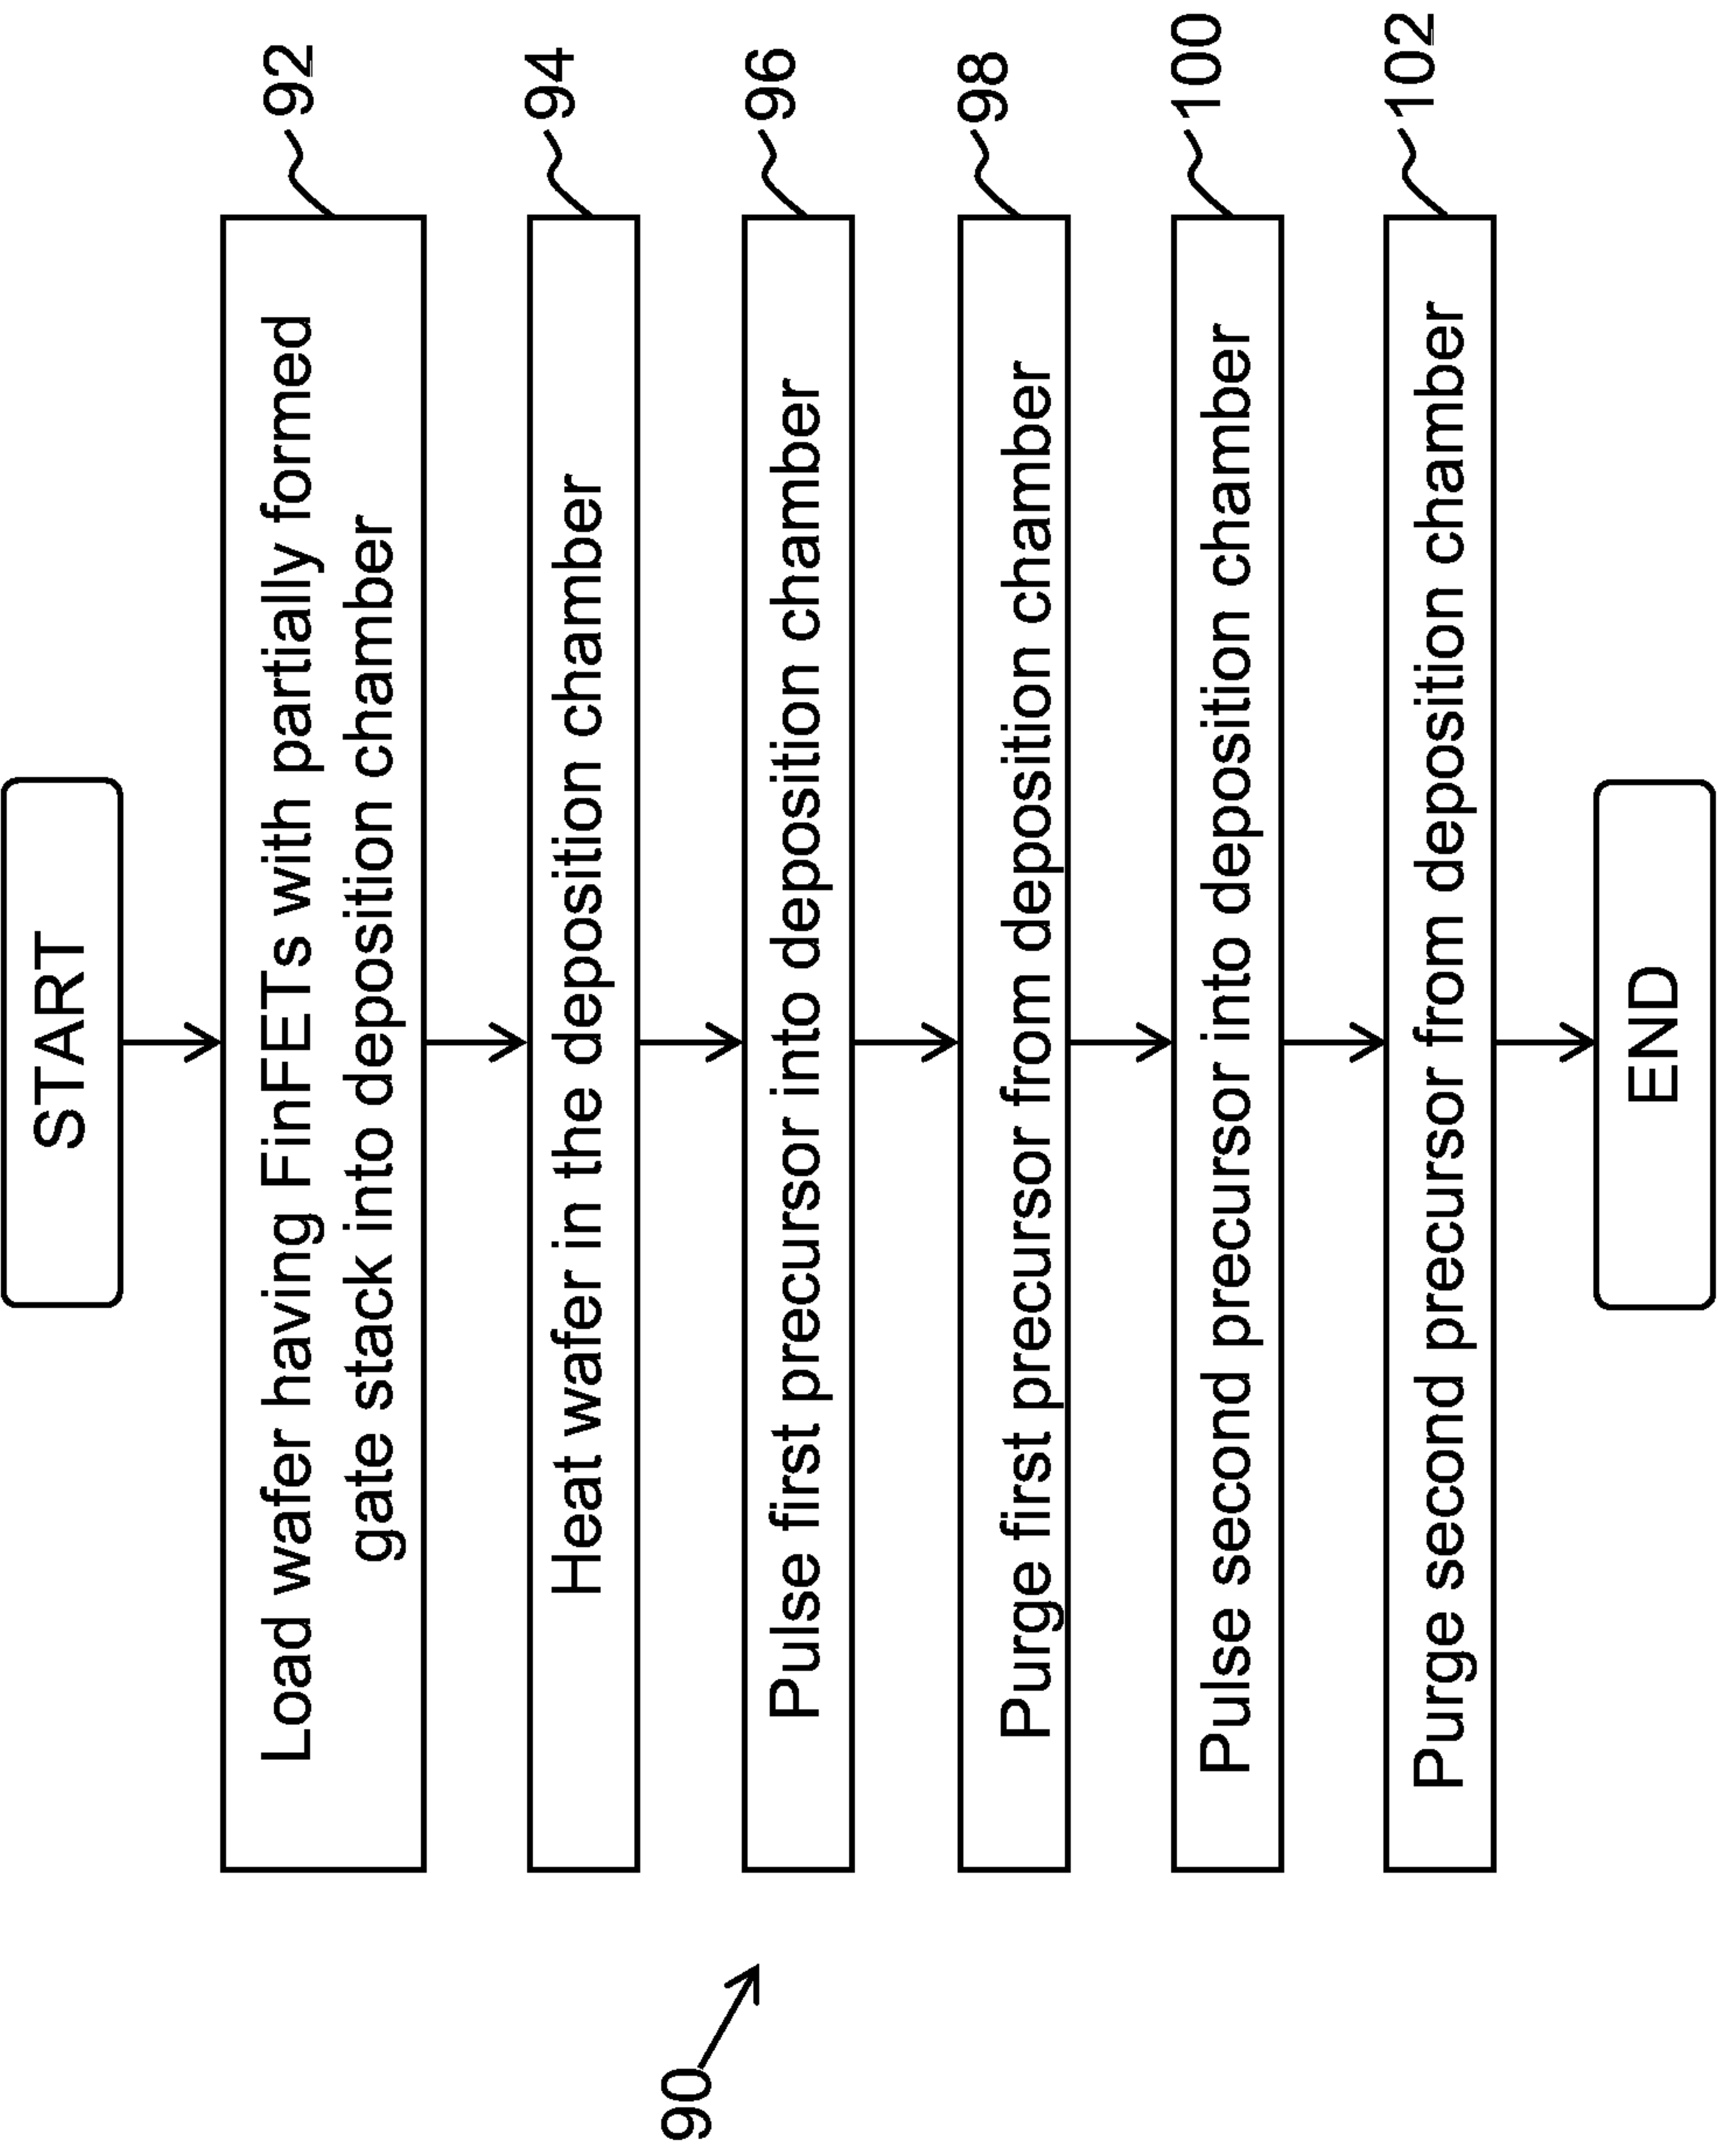 START
Load wafer having FinFETs with partially formed
gate stack into deposition chamber
92
Heat wafer in the deposition chamber
94
Pulse first precursor into deposition chamber
96
Purge first precursor from deposition chamber
98
Pulse second precursor into deposition chamber
100
Purge second precursor from deposition chamber
102
END
90